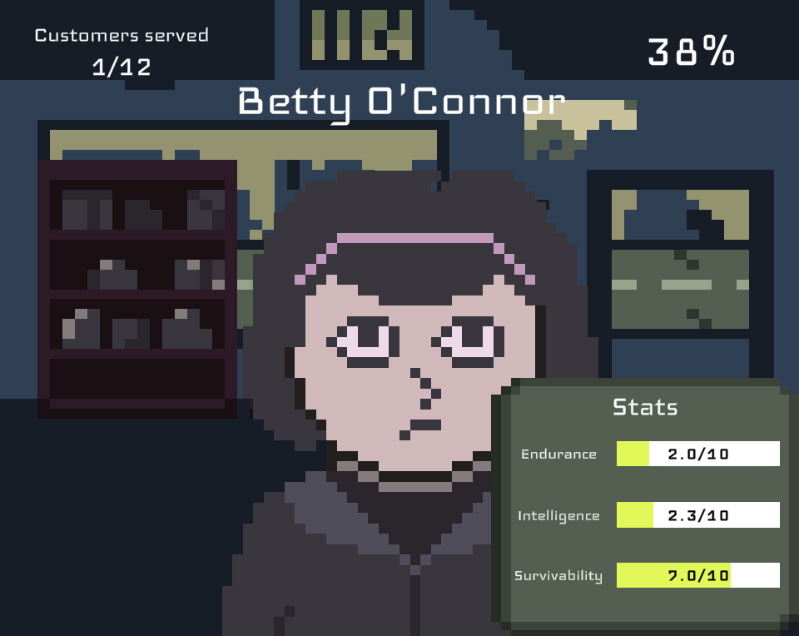 Customers served
1/12
38%
Betty O'Connor
Stats
Endurance 2.0/10
Intelligence 2.3/10
Survivability 7.0/10